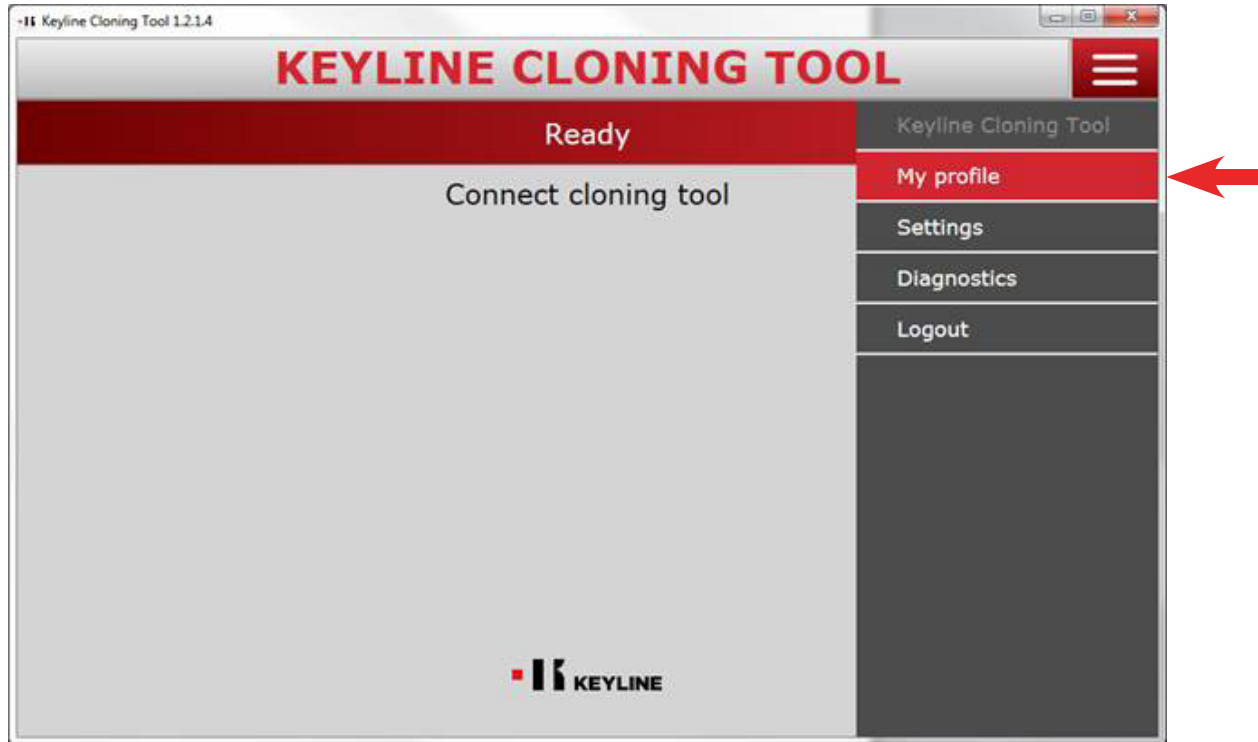 Keyline Cloning Tool 1.2.1.4
KEYLINE CLONING TOOL
Ready
Connect cloning tool
Keyline Cloning Tool
My profile
Settings
Diagnostics
Logout
KEYLINE